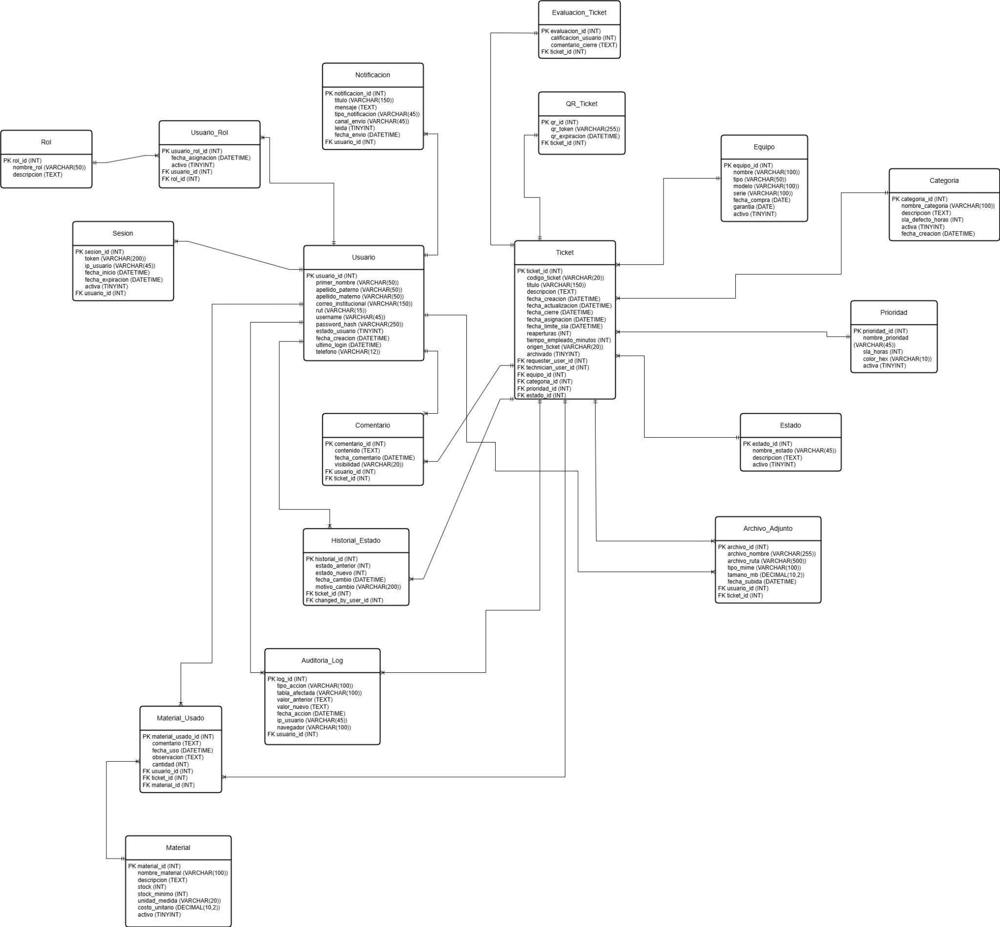 Evaluacion_Ticket
PK evaluacion_id (INT)
calificacion_usuario (INT)
comentario_cierre (TEXT)
FK ticket_id (INT)
Notificacion
PK notificacion_id (INT)
titulo (VARCHAR(150))
mensaje (TEXT)
tipo_notificacion (VARCHAR(45))
canal_envio (VARCHAR(45))
leida (TINYINT)
fecha_envio (DATETIME)
FK usuario_id (INT)
QR_Ticket
PK qr_id (INT)
qr_token (VARCHAR(255))
qr_expiracion (DATETIME)
FK ticket_id (INT)
Rol
PK rol_id (INT)
nombre_rol (VARCHAR(50))
descripcion (TEXT)
Usuario_Rol
PK usuario_rol_id (INT)
fecha_asignacion (DATETIME)
activo (TINYINT)
FK usuario_id (INT)
FK rol_id (INT)
Equipo
PK equipo_id (INT)
nombre (VARCHAR(100))
tipo (VARCHAR(50))
modelo (VARCHAR(100))
serie (VARCHAR(100))
fecha_compra (DATE)
garantia (DATE)
activo (TINYINT)
Categoria
PK categoria_id (INT)
nombre_categoria (VARCHAR(100))
descripcion (TEXT)
sla_defecto_horas (INT)
activa (TINYINT)
fecha_creacion (DATETIME)
Sesion
PK sesion_id (INT)
token (VARCHAR(200))
ip_usuario (VARCHAR(45))
fecha_inicio (DATETIME)
fecha_expiracion (DATETIME)
activa (TINYINT)
FK usuario_id (INT)
Usuario
PK usuario_id (INT)
primer_nombre (VARCHAR(50))
apellido_paterno (VARCHAR(50))
apellido_materno (VARCHAR(50))
correo_institucional (VARCHAR(150))
rut (VARCHAR(15))
username (VARCHAR(45))
password_hash (VARCHAR(250))
estado_usuario (TINYINT)
fecha_creacion (DATETIME)
ultimo_login (DATETIME)
telefono (VARCHAR(12))
Ticket
PK ticket_id (INT)
codigo_ticket (VARCHAR(20))
titulo (VARCHAR(150))
descripcion (TEXT)
fecha_creacion (DATETIME)
fecha_actualizacion (DATETIME)
fecha_cierre (DATETIME)
fecha_asignacion (DATETIME)
fecha_limite_sla (DATETIME)
reaperturas (INT)
tiempo_empleado_minutos (INT)
origen_ticket (VARCHAR(20))
archivado (TINYINT)
FK requester_user_id (INT)
FK technician_user_id (INT)
FK equipo_id (INT)
FK categoria_id (INT)
FK prioridad_id (INT)
FK estado_id (INT)
Prioridad
PK prioridad_id (INT)
nombre_prioridad
(VARCHAR(45))
sla_horas (INT)
color_hex (VARCHAR(10))
activa (TINYINT)
Comentario
PK comentario_id (INT)
contenido (TEXT)
fecha_comentario (DATETIME)
visibilidad (VARCHAR(20))
FK usuario_id (INT)
FK ticket_id (INT)
Estado
PK estado_id (INT)
nombre_estado (VARCHAR(45))
descripcion (TEXT)
activo (TINYINT)
Historial_Estado
PK historial_id (INT)
estado_anterior (INT)
estado_nuevo (INT)
fecha_cambio (DATETIME)
motivo_cambio (VARCHAR(200))
FK ticket_id (INT)
FK changed_by_user_id (INT)
Archivo_Adjunto
PK archivo_id (INT)
archivo_nombre (VARCHAR(255))
archivo_ruta (VARCHAR(500))
tipo_mime (VARCHAR(100))
tamano_mb (DECIMAL(10,2))
fecha_subida (DATETIME)
FK usuario_id (INT)
FK ticket_id (INT)
Auditoria_Log
PK log_id (INT)
tipo_accion (VARCHAR(100))
tabla_afectada (VARCHAR(100))
valor_anterior (TEXT)
valor_nuevo (TEXT)
fecha_accion (DATETIME)
ip_usuario (VARCHAR(45))
navegador (VARCHAR(100))
FK usuario_id (INT)
Material_Usado
PK material_usado_id (INT)
comentario (TEXT)
fecha_uso (DATETIME)
observacion (TEXT)
cantidad (INT)
FK usuario_id (INT)
FK ticket_id (INT)
FK material_id (INT)
Material
PK material_id (INT)
nombre_material (VARCHAR(100))
descripcion (TEXT)
stock (INT)
stock_minimo (INT)
unidad_medida (VARCHAR(20))
costo_unitario (DECIMAL(10,2))
activo (TINYINT)